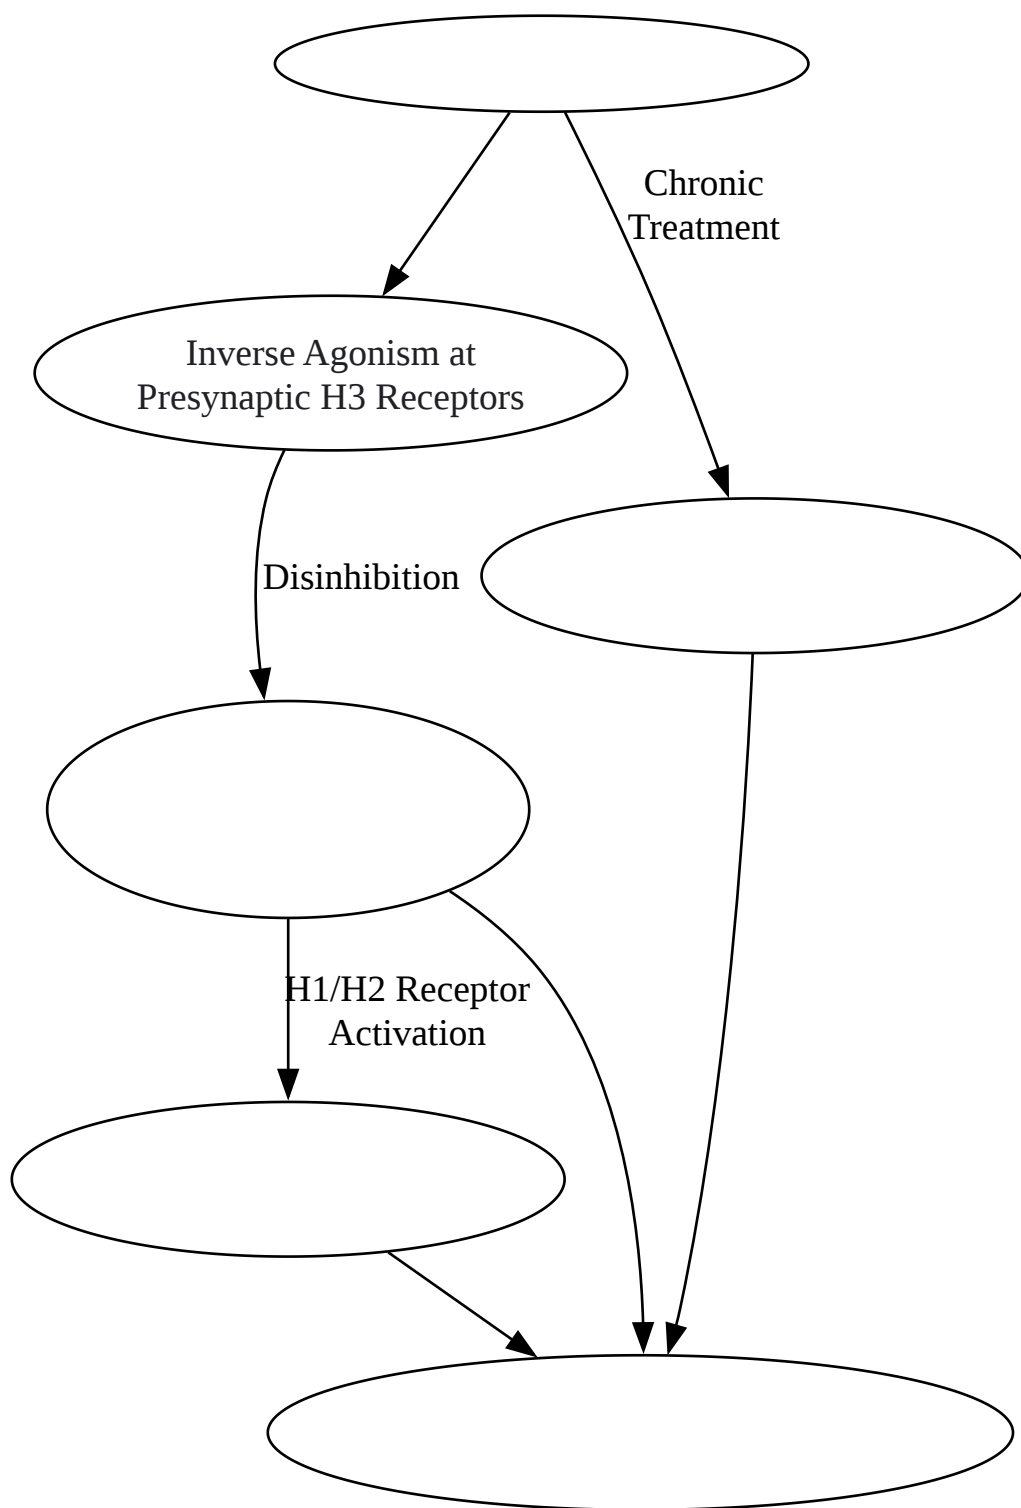 Chronic
Treatment
Inverse Agonism at
Presynaptic H3 Receptors
Disinhibition
H1/H2 Receptor
Activation